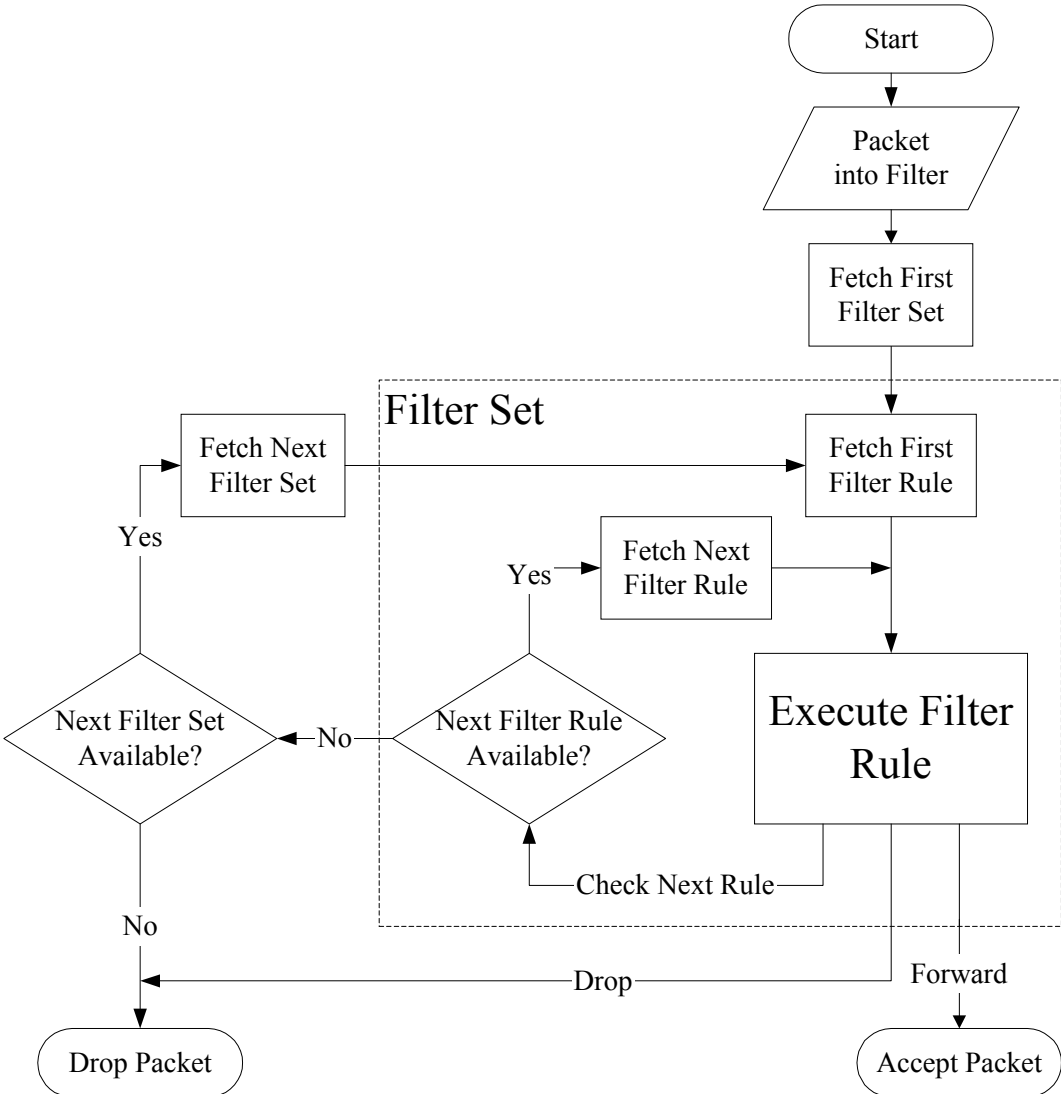 Start
Packet
into Filter
Fetch First
Filter Set
Filter Set
Fetch Next
Filter Set
Fetch First
Filter Rule
Yes
Fetch Next
Filter Rule
Yes
Next Filter Set
Available?
No
Next Filter Rule
Available?
Execute Filter
Rule
Check Next Rule
No
Drop
Forward
Drop Packet
Accept Packet